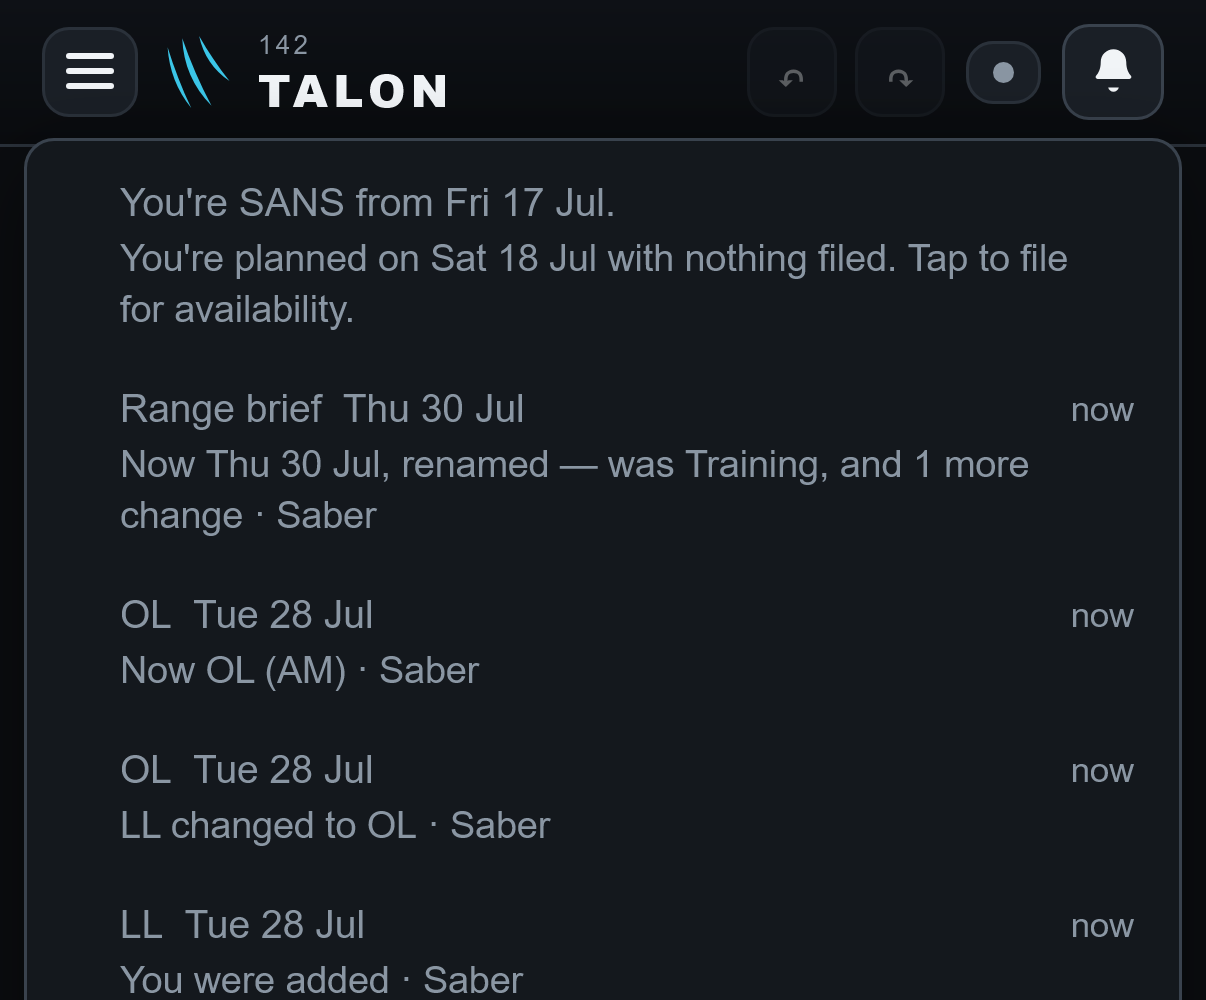 142
TALON
You're SANS from Fri 17 Jul.
You're planned on Sat 18 Jul with nothing filed. Tap to file
for availability.
Range brief  Thu 30 Jul now
Now Thu 30 Jul, renamed — was Training, and 1 more
change · Saber
OL  Tue 28 Jul now
Now OL (AM) · Saber
OL  Tue 28 Jul now
LL changed to OL · Saber
LL  Tue 28 Jul now
You were added · Saber